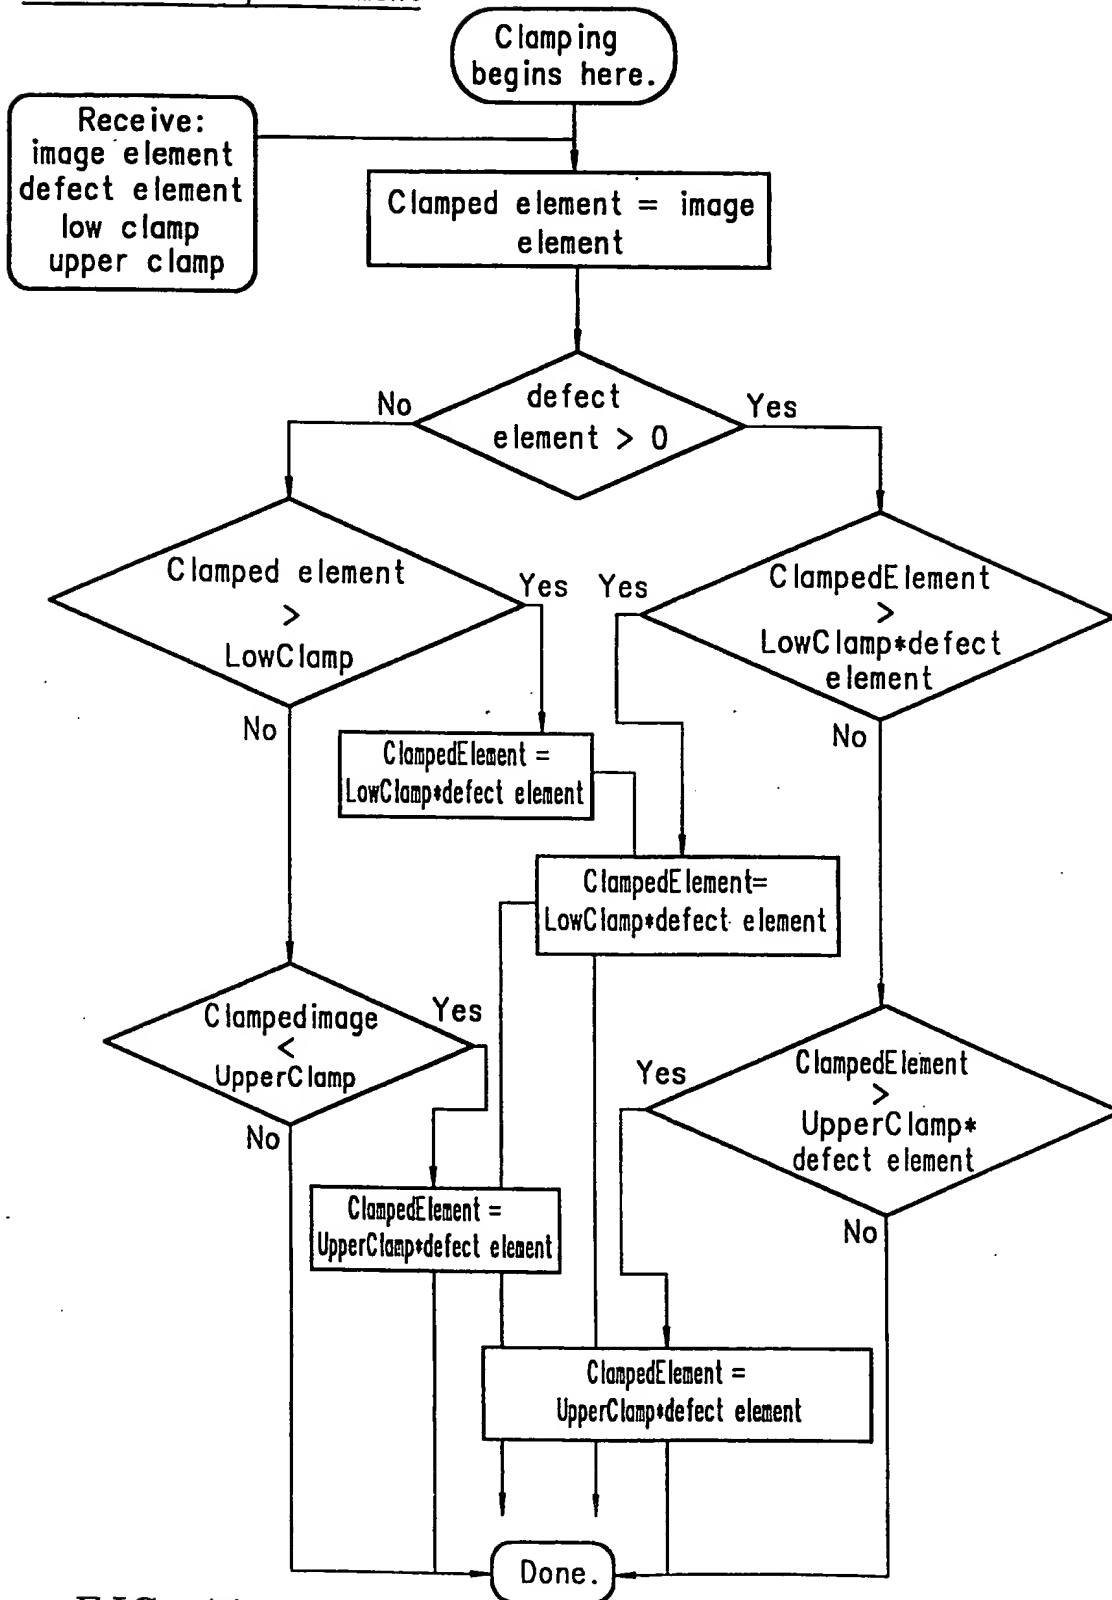 Clamping
begins here.
Receive:
image element
defect element
low clamp
upper clamp
Clamped element = image
element
defect
element > 0
No
Yes
Clamped element
>
LowClamp
Yes
No
Yes
ClampedElement
>
LowClamp*defect
element
No
ClampedElement =
LowClamp*defect element
ClampedElement=
LowClamp*defect element
Clampedimage
<
UpperClamp
Yes
No
Yes
ClampedElement
>
UpperClamp*
defect element
No
ClampedElement =
UpperClamp*defect element
ClampedElement =
UpperClamp*defect element
Done.